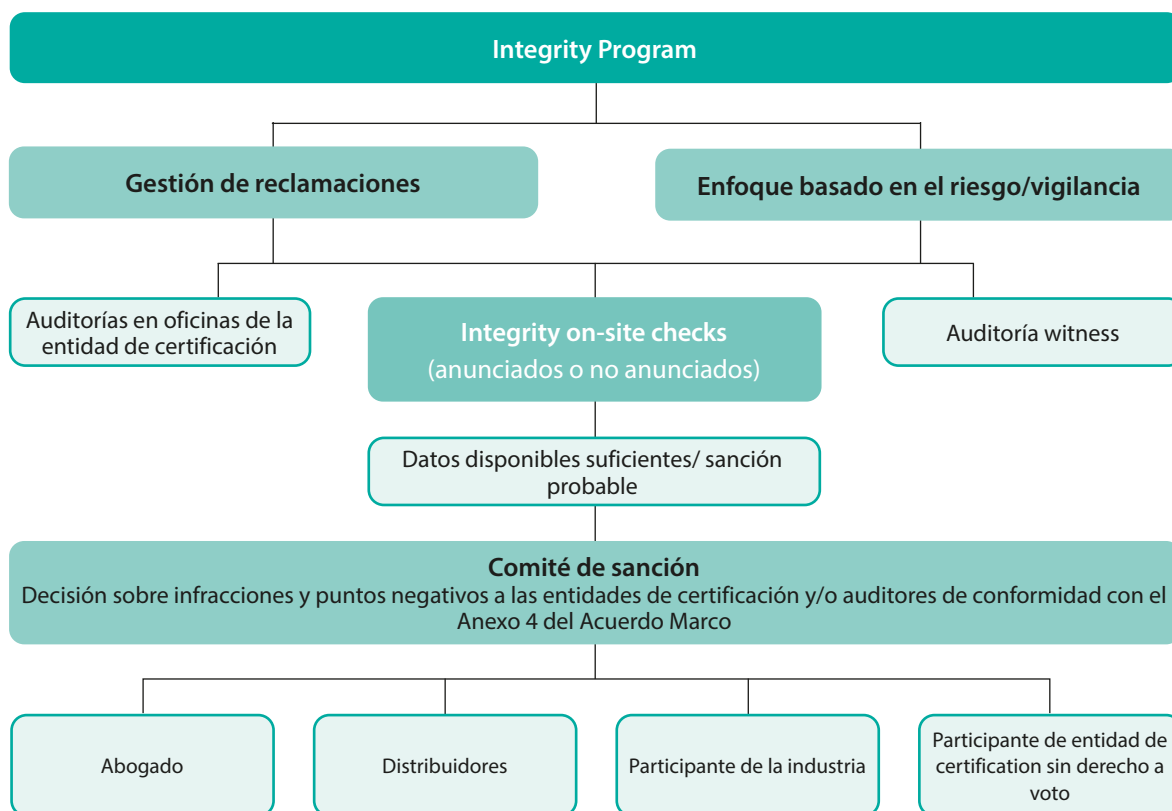 Integrity Program
Gestión de reclamaciones
Enfoque basado en el riesgo/vigilancia
Auditorías en oficinas de la
entidad de certificación
Integrity on-site checks
(anunciados o no anunciados)
Auditoría witness
Datos disponibles suficientes/ sanción
probable
Comité de sanción
Decisión sobre infracciones y puntos negativos a las entidades de certificación y/o auditores de conformidad con el
Anexo 4 del Acuerdo Marco
Abogado
Distribuidores
Participante de la industria
Participante de entidad de
certification sin derecho a
voto